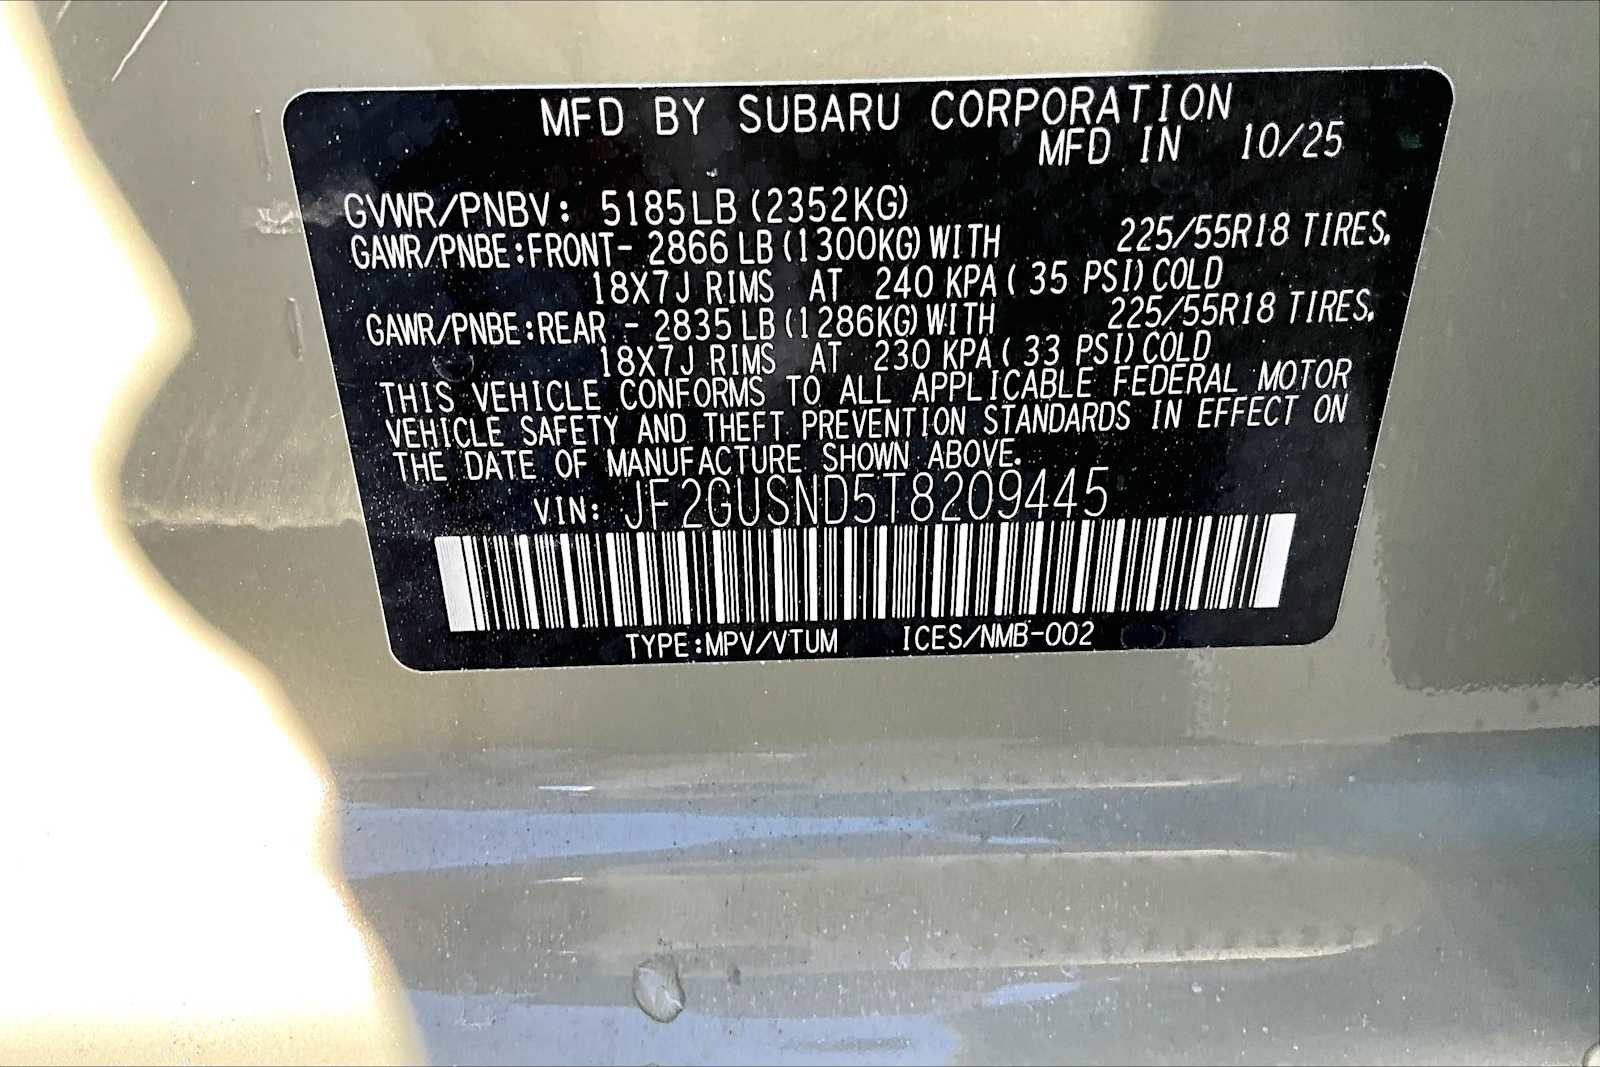 MFD BY SUBARU CORPORATION
MFD IN 10/25
GVWR/PNBV: 5185LB (2352KG)
GAWR/PNBE:FRONT- 2866 LB (1300KG) WITH 225/55R18 TIRES,
18X7J RIMS AT 240 KPA ( 35 PSI) COLD
GAWR/PNBE:REAR - 2835 LB (1286KG) WITH 225/55R18 TIRES,
18X7J RIMS AT 230 KPA ( 33 PSI) COLD
THIS VEHICLE CONFORMS TO ALL APPLICABLE FEDERAL MOTOR
VEHICLE SAFETY AND THEFT PREVENTION STANDARDS IN EFFECT ON
THE DATE OF MANUFACTURE SHOWN ABOVE.
VIN: JF2GUSND5T8209445
TYPE:MPV/VTUM ICES/NMB-002